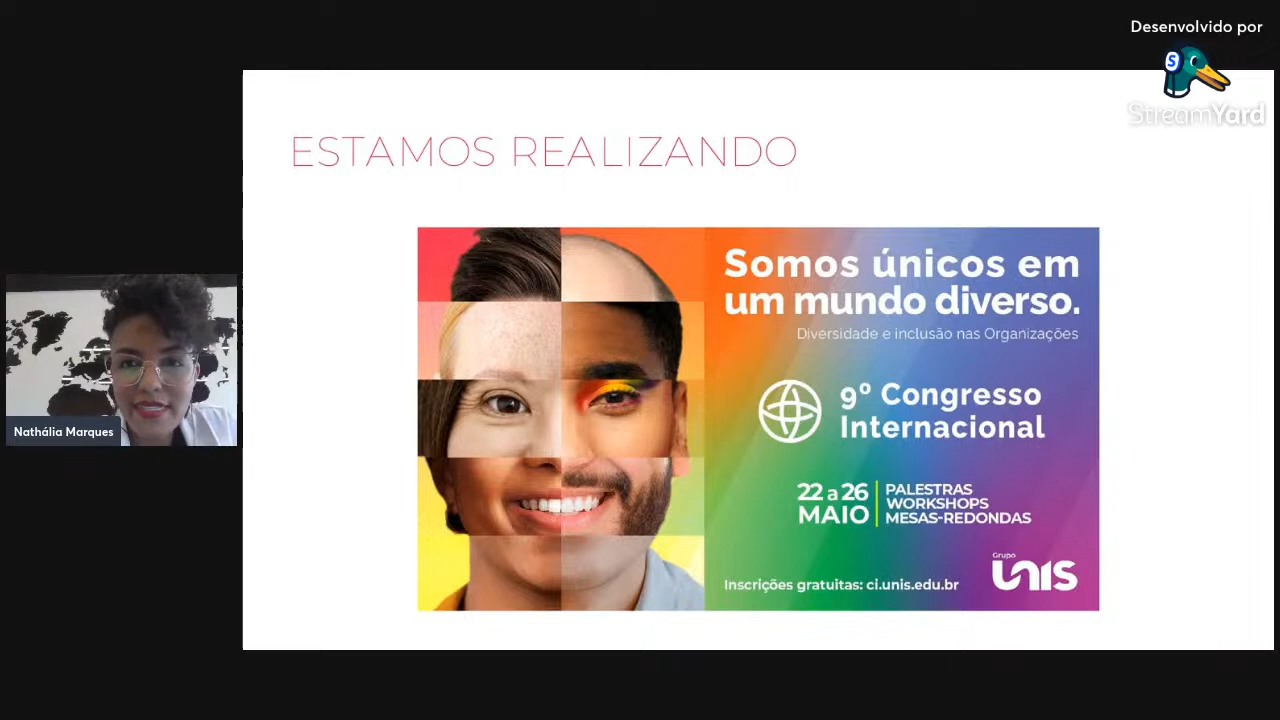 Desenvolvido por
S
StreamYard
ESTAMOS REALIZANDO
Somos únicos em
um mundo diverso.
Diversidade e inclusão nas Organizações
9º Congresso
Internacional
22 a 26
MAIO
PALESTRAS
WORKSHOPS
MESAS-REDONDAS
Inscrições gratuitas: ci.unis.edu.br
Grupo
UNIS
Nathália Marques